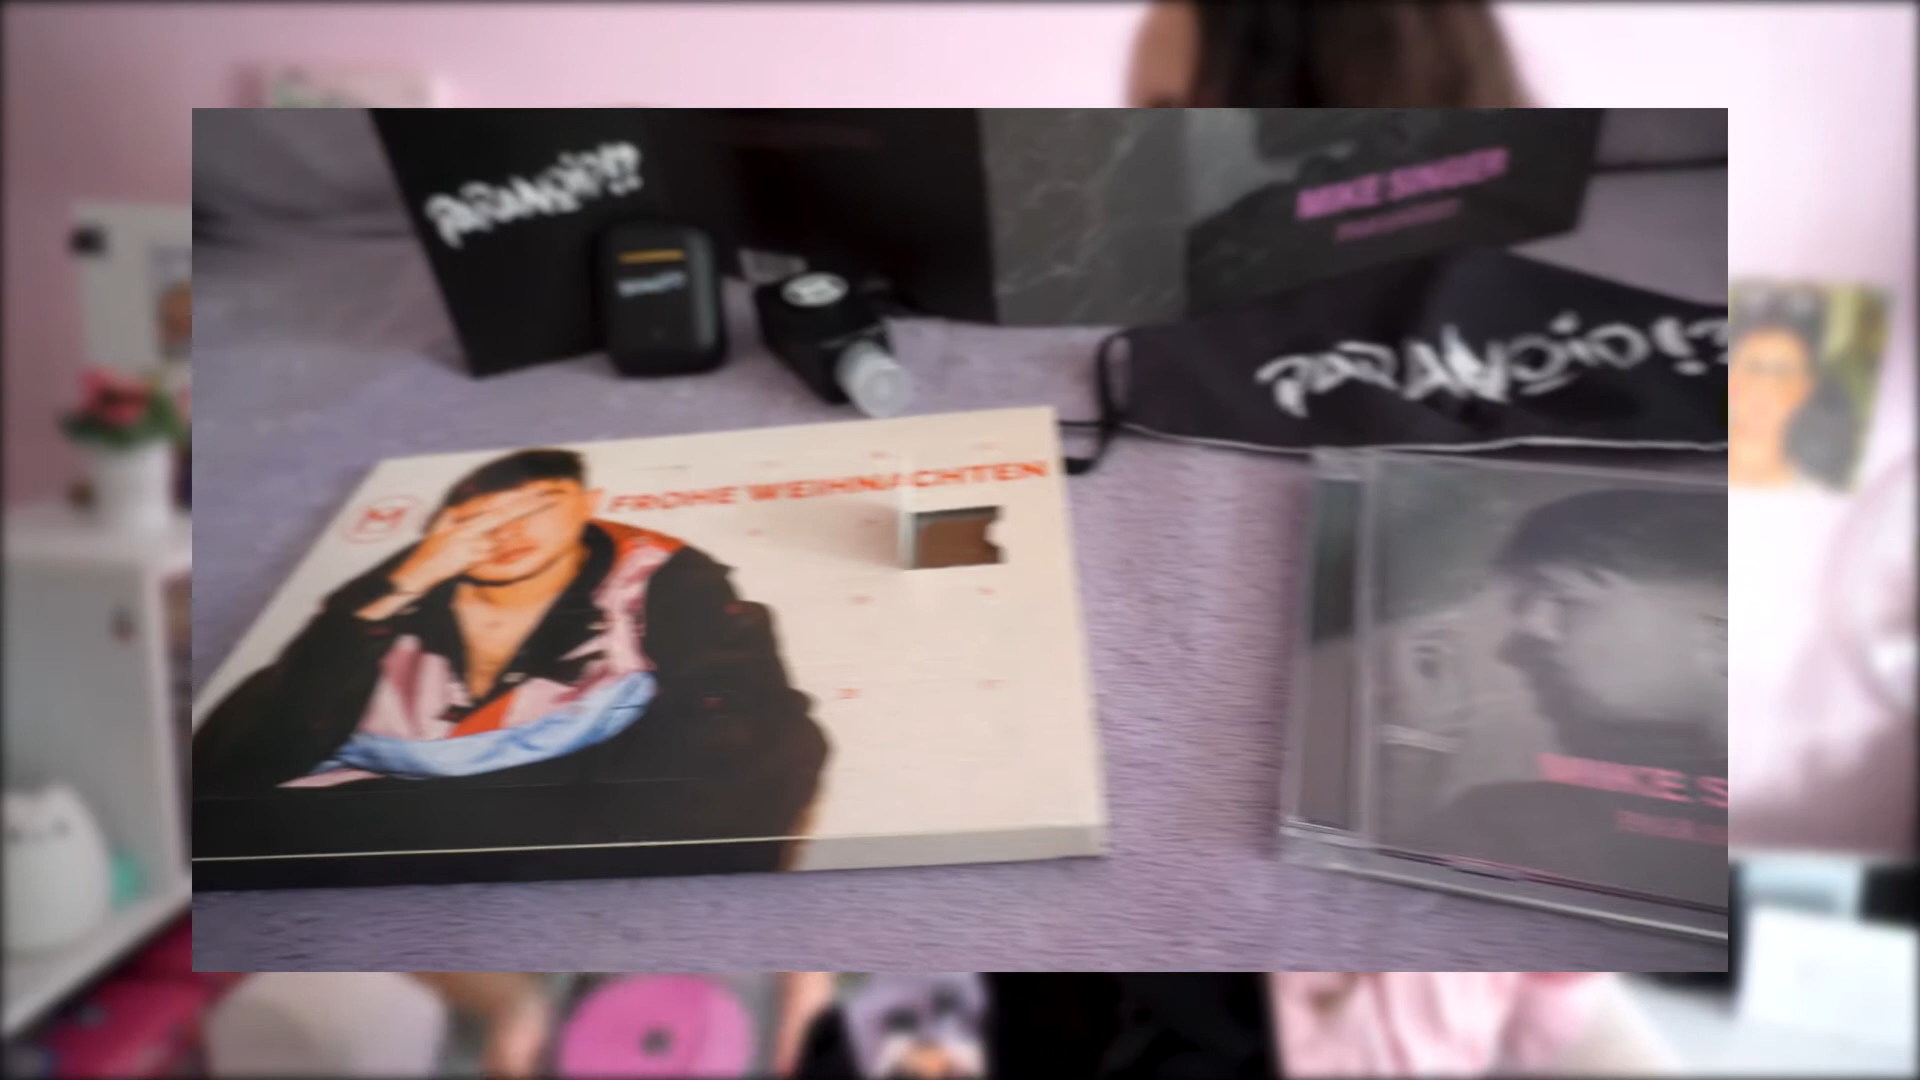 PARANOID!?
MIKE SINGER
PARANOID!?
FROHE WEIHNACHTEN
M
MIKE S